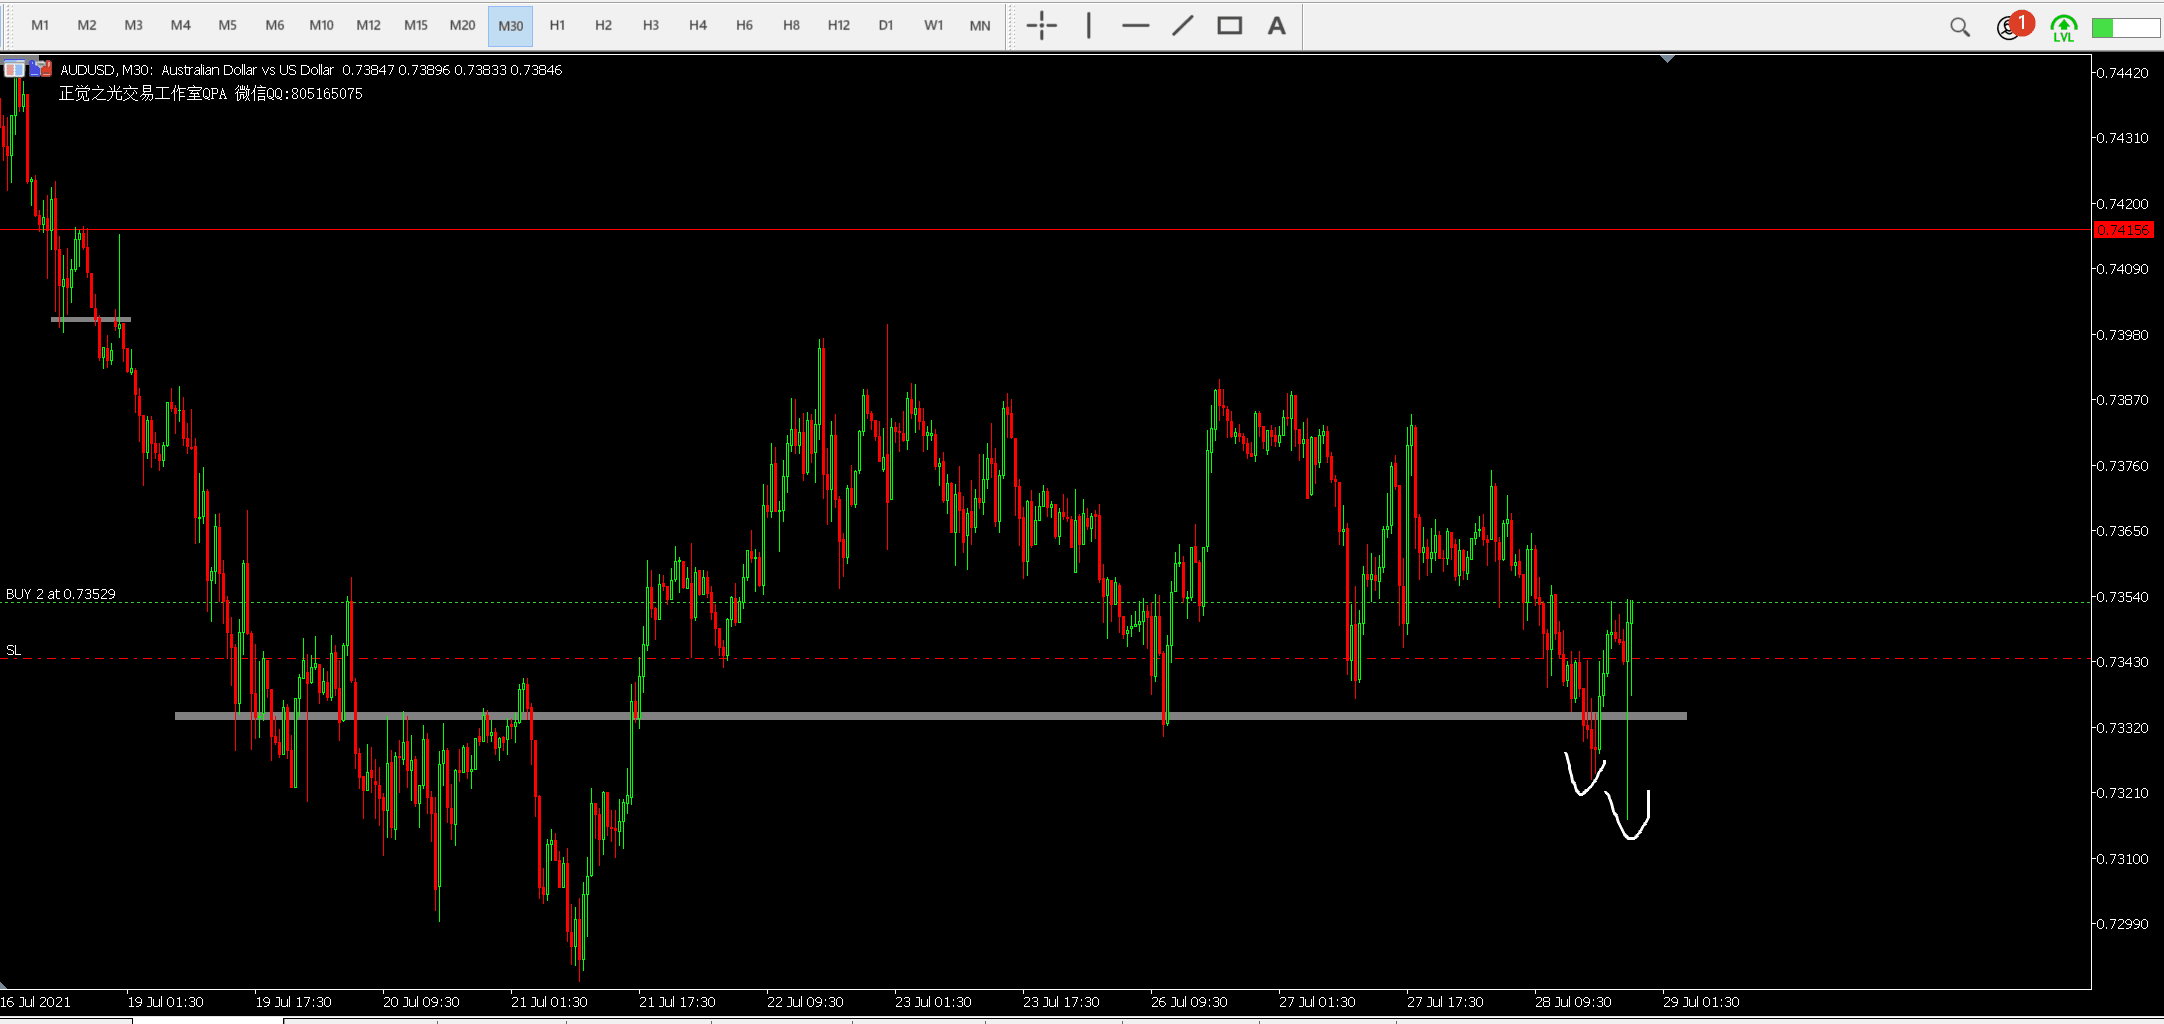 M1 M2 M3 M4 M5 M6 M10 M12 M15 M20 M30 H1 H2 H3 H4 H6 H8 H12 D1 W1 MN A 1 LVL
AUDUSD, M30: Australian Dollar vs US Dollar 0.73847 0.73896 0.73833 0.73846
正觉之光交易工作室QPA 微信QQ:805165075
0.74420
0.74310
0.74200
0.74156
0.74090
0.73980
0.73870
0.73760
0.73650
BUY 2 at 0.73529
0.73540
SL
0.73430
0.73320
0.73210
0.73100
0.72990
16 Jul 2021 19 Jul 01:30 19 Jul 17:30 20 Jul 09:30 21 Jul 01:30 21 Jul 17:30 22 Jul 09:30 23 Jul 01:30 23 Jul 17:30 26 Jul 09:30 27 Jul 01:30 27 Jul 17:30 28 Jul 09:30 29 Jul 01:30